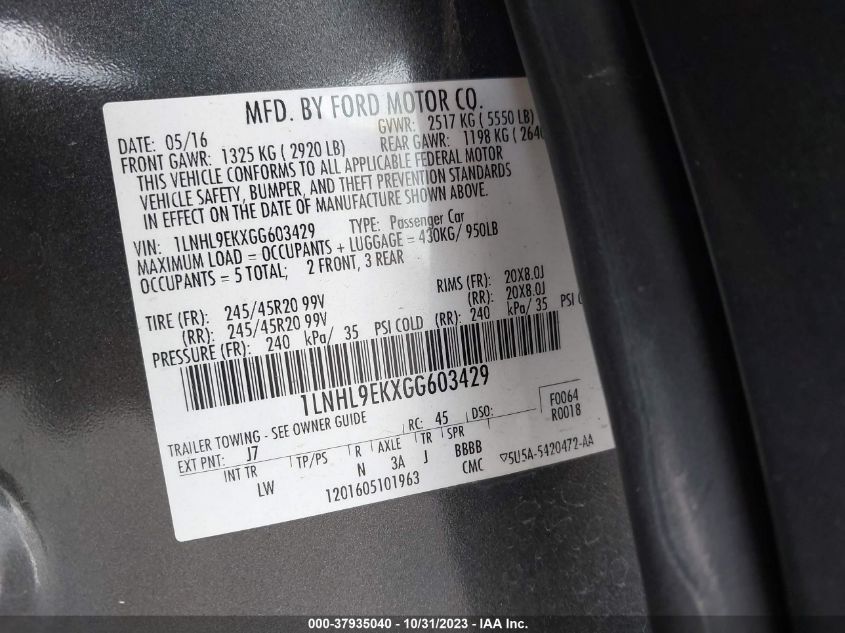 MFD. BY FORD MOTOR CO.
DATE: 05/16 GVWR: 2517 KG ( 5550 LB)
FRONT GAWR: 1325 KG ( 2920 LB) REAR GAWR: 1198 KG (
THIS VEHICLE CONFORMS TO ALL APPLICABLE FEDERAL MOTOR
VEHICLE SAFETY, BUMPER, AND THEFT PREVENTION STANDARDS
IN EFFECT ON THE DATE OF MANUFACTURE SHOWN ABOVE.
VIN: 1LNHL9EKXGG603429 TYPE: Passenger Car
MAXIMUM LOAD = OCCUPANTS + LUGGAGE = 430KG/ 950LB
OCCUPANTS = 5 TOTAL; 2 FRONT, 3 REAR
TIRE (FR): 245/45R20 99V RIMS (FR): 20X8.0J
(RR): 245/45R20 99V (RR): 20X8.0J
PRESSURE (FR): 240 kPa/ 35 PSI COLD (RR): 240 kPa/ 35 PSI
1LNHL9EKXGG603429
TRAILER TOWING - SEE OWNER GUIDE RC: 45 DSO: F0064
EXT PNT: J7 R0018
INT TR TP/PS R AXLE TR SPR
LW N 3A J BBBB
1201605101963 CMC 5U5A-5420472-AA
000-37935040 - 10/31/2023 - IAA Inc.